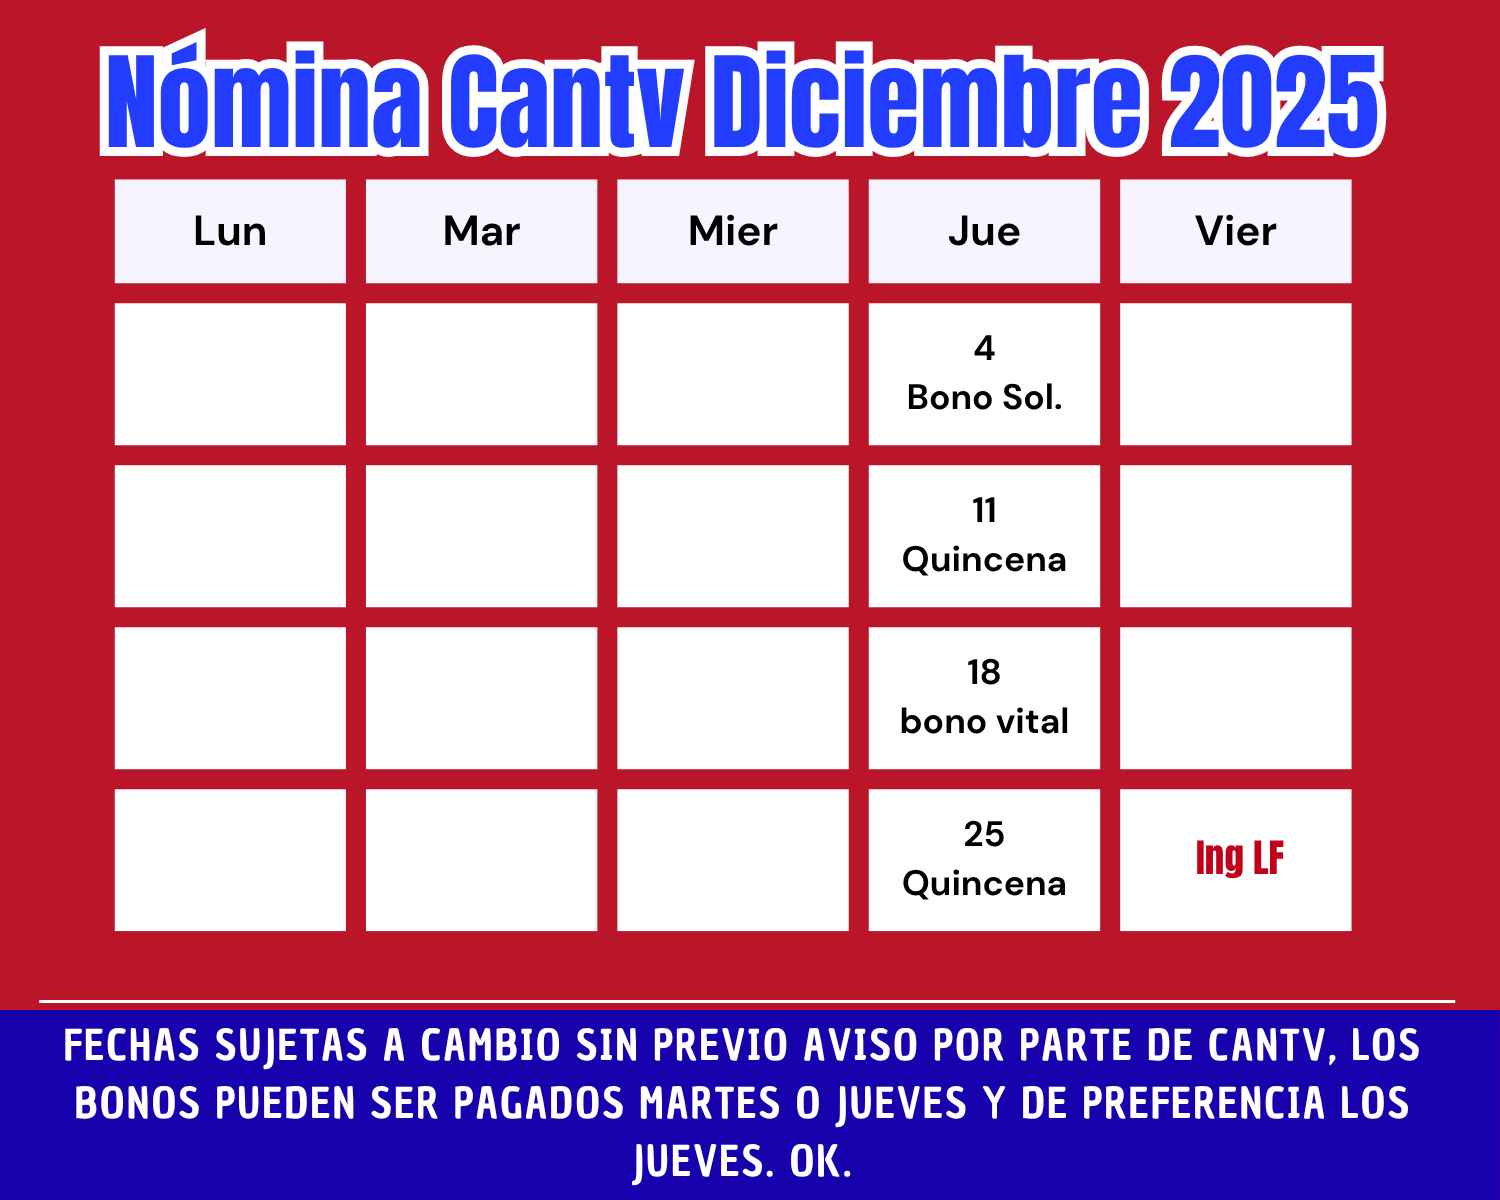 Nómina Cantv Diciembre 2025
Lun Mar Mier Jue Vier
4
Bono Sol.
11
Quincena
18
bono vital
25
Quincena
Ing LF
FECHAS SUJETAS A CAMBIO SIN PREVIO AVISO POR PARTE DE CANTV, LOS
BONOS PUEDEN SER PAGADOS MARTES O JUEVES Y DE PREFERENCIA LOS
JUEVES. OK.